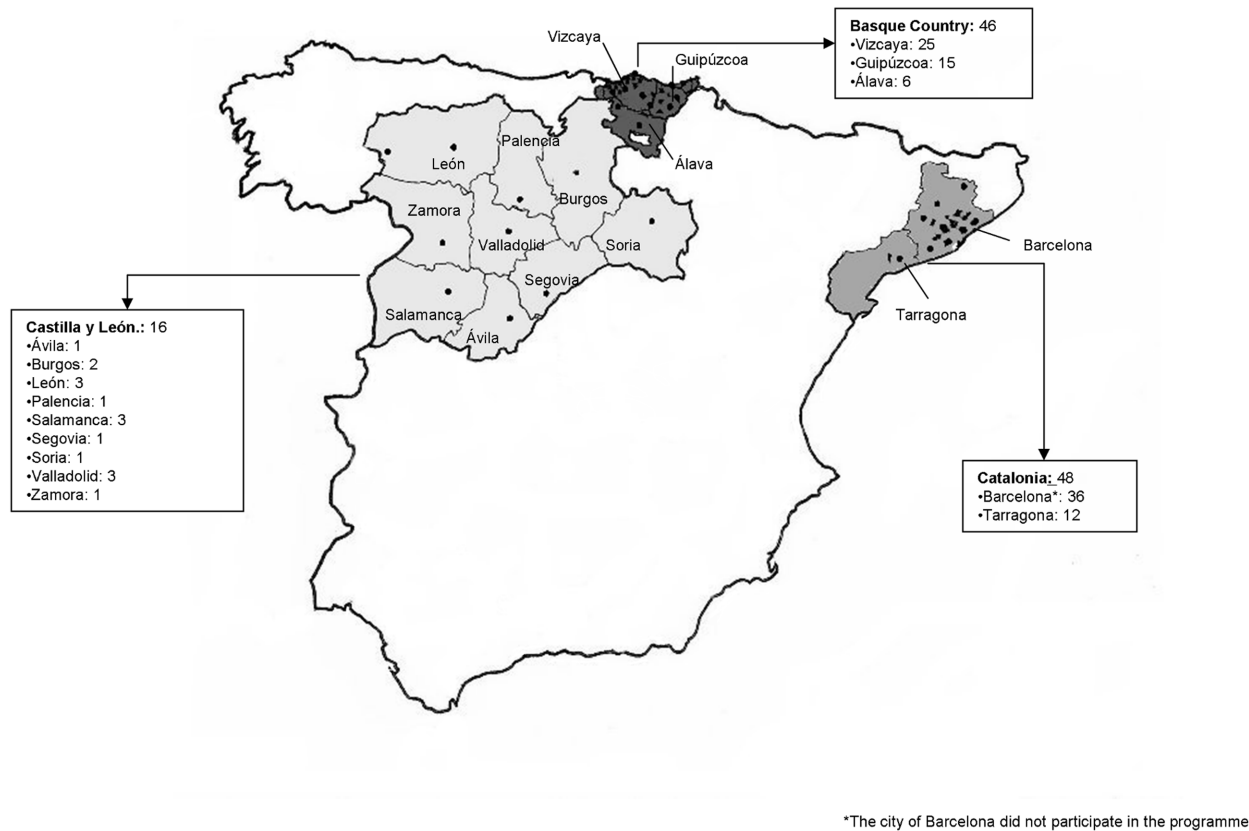 Basque Country: 46
•Vizcaya: 25
•Guipúzcoa: 15
•Álava: 6
Vizcaya
Guipúzcoa
Álava
Palencia
León
Burgos
Zamora
Valladolid
Soria
Segovia
Salamanca
Ávila
Barcelona
Tarragona
Castilla y León.: 16
•Ávila: 1
•Burgos: 2
•León: 3
•Palencia: 1
•Salamanca: 3
•Segovia: 1
•Soria: 1
•Valladolid: 3
•Zamora: 1
Catalonia: 48
•Barcelona*: 36
•Tarragona: 12
*The city of Barcelona did not participate in the programme